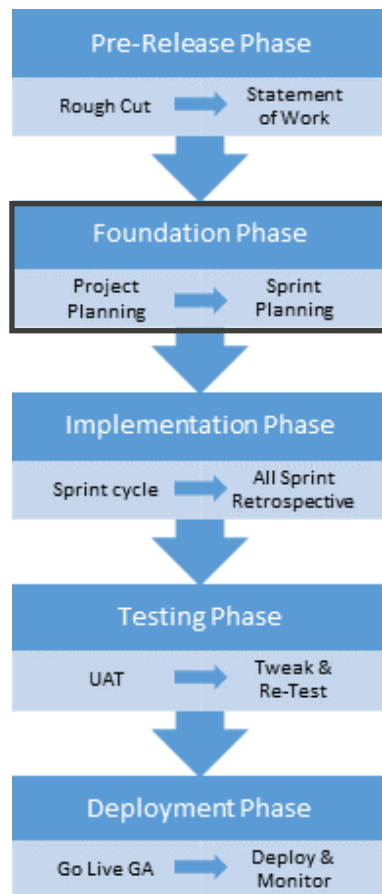 Pre-Release Phase
Rough Cut
Statement
of Work
Foundation Phase
Project
Planning
Sprint
Planning
Implementation Phase
Sprint cycle
All Sprint
Retrospective
Testing Phase
UAT
Tweak &
Re-Test
Deployment Phase
Go Live GA
Deploy &
Monitor